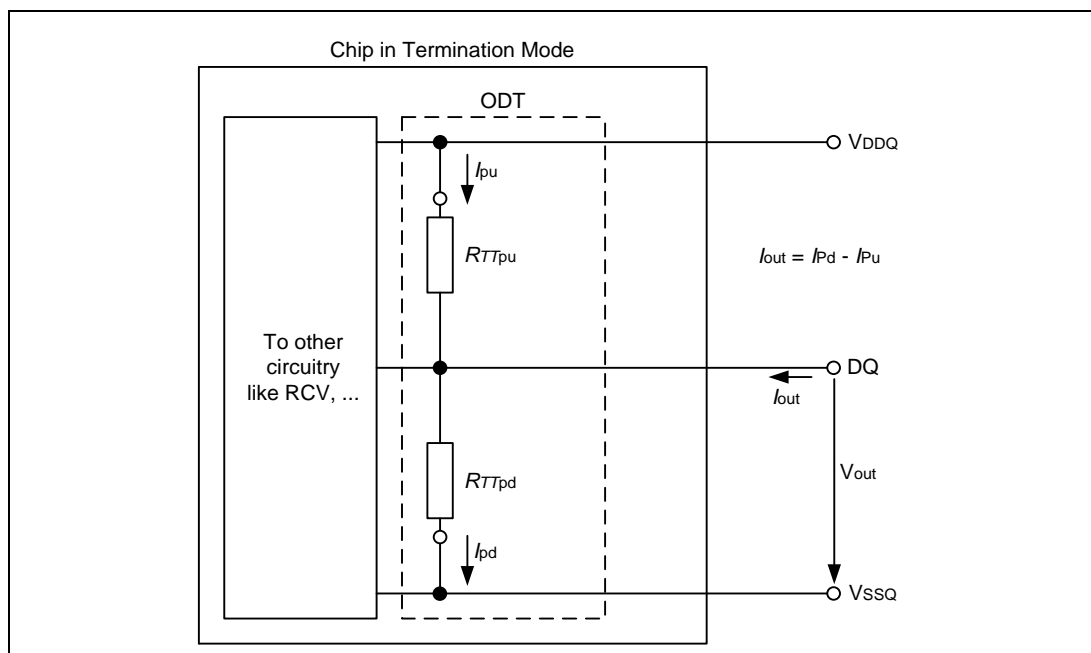 Chip in Termination Mode
ODT
VDDQ
Ipu
RTTpu
Iout = IPd - IPu
To other
circuitry
like RCV, ...
DQ
Iout
RTTpd
Vout
Ipd
VSSQ